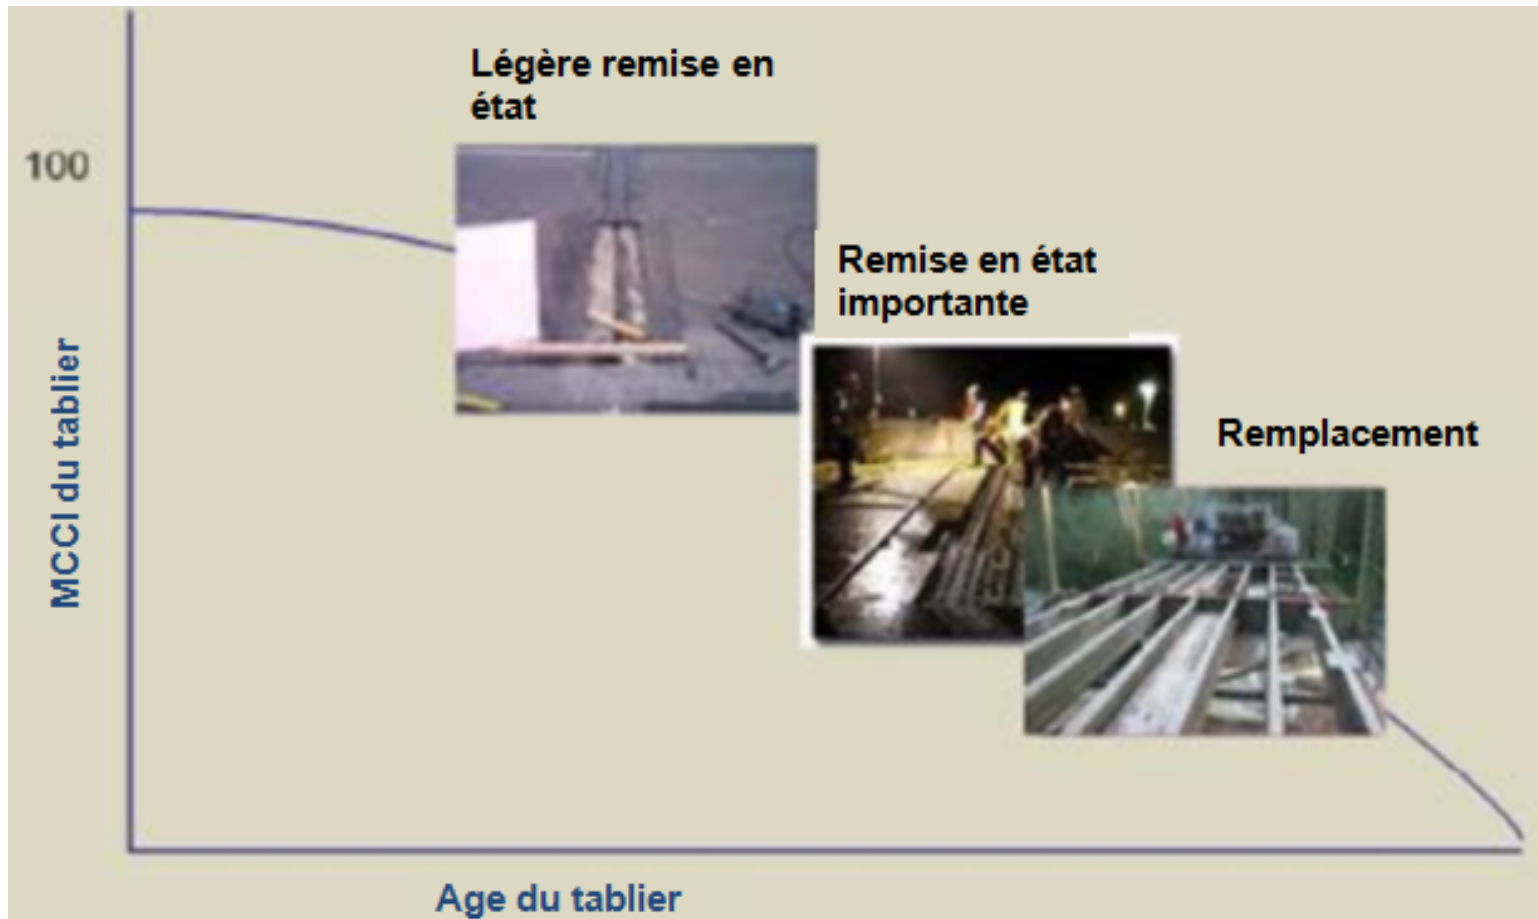 Légère remise en
état
100
Remise en état
importante
MCCI du tablier
Remplacement
Age du tablier